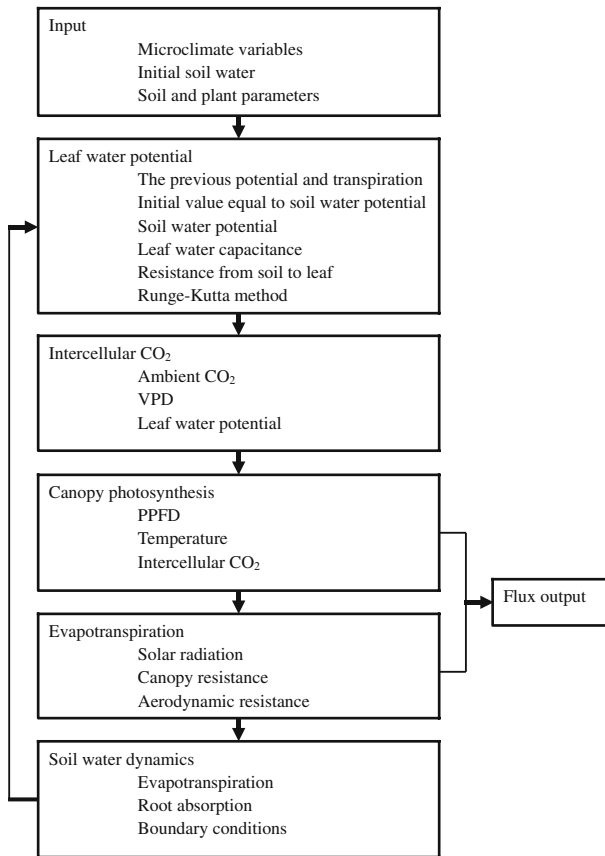 Input
Microclimate variables
Initial soil water
Soil and plant parameters
Leaf water potential
The previous potential and transpiration
Initial value equal to soil water potential
Soil water potential
Leaf water capacitance
Resistance from soil to leaf
Runge-Kutta method
Intercellular CO₂
Ambient CO₂
VPD
Leaf water potential
Canopy photosynthesis
PPFD
Temperature
Intercellular CO₂
Flux output
Evapotranspiration
Solar radiation
Canopy resistance
Aerodynamic resistance
Soil water dynamics
Evapotranspiration
Root absorption
Boundary conditions